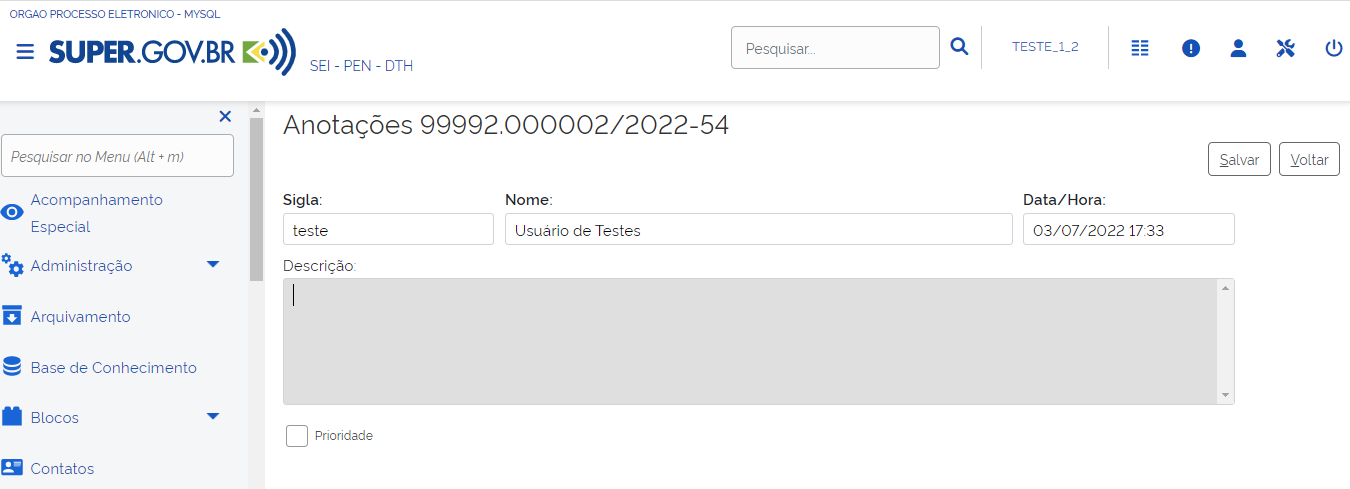 ORGAO PROCESSO ELETRONICO - MYSQL
SUPER.GOV.BR
SEI - PEN - DTH
Pesquisar...
TESTE_1_2
Pesquisar no Menu (Alt + m)
Acompanhamento
Especial
Administração
Arquivamento
Base de Conhecimento
Blocos
Contatos
Anotações 99992.000002/2022-54
Salvar
Voltar
Sigla:
Nome:
Data/Hora:
teste
Usuário de Testes
03/07/2022 17:33
Descrição:
Prioridade